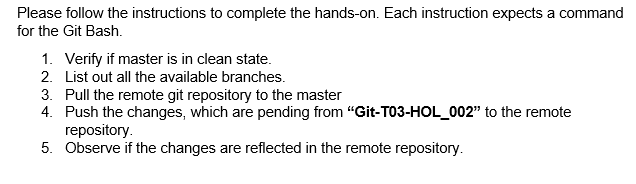 Please follow the instructions to complete the hands-on. Each instruction expects a command
for the Git Bash.
1. Verify if master is in clean state.
2. List out all the available branches.
3. Pull the remote git repository to the master
4. Push the changes, which are pending from “Git-T03-HOL_002” to the remote
repository.
5. Observe if the changes are reflected in the remote repository.